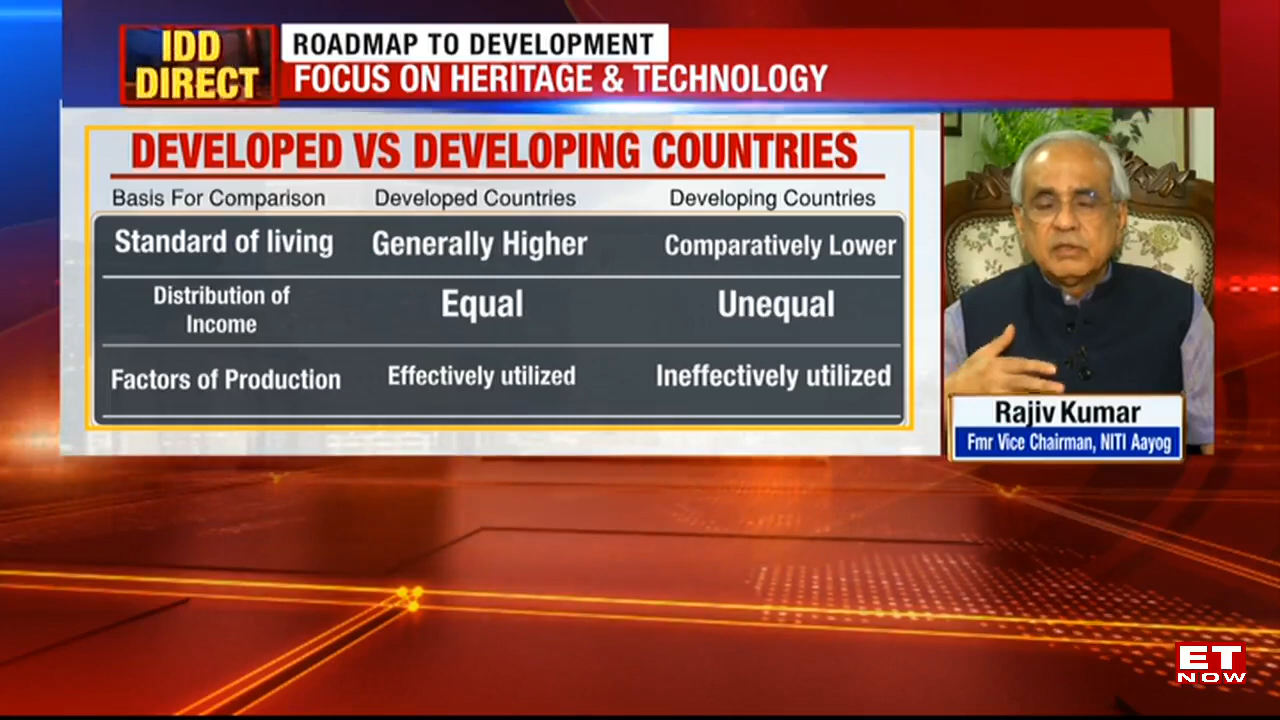 IDD
DIRECT
ROADMAP TO DEVELOPMENT
FOCUS ON HERITAGE & TECHNOLOGY
DEVELOPED VS DEVELOPING COUNTRIES
Basis For Comparison Developed Countries Developing Countries
Standard of living Generally Higher Comparatively Lower
Distribution of
Income Equal Unequal
Factors of Production Effectively utilized Ineffectively utilized
Rajiv Kumar
Fmr Vice Chairman, NITI Aayog
ET
NOW